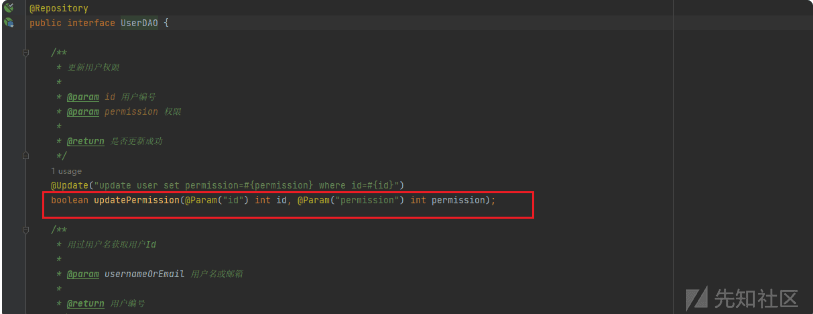 @Repository
public interface UserDAO {
/**
* 更新用户权限
*
* @param id 用户编号
* @param permission 权限
*
* @return 是否更新成功
*/
1 usage
@Update("update user set permission=#{permission} where id=#{id}")
boolean updatePermission(@Param("id") int id, @Param("permission") int permission);
/**
* 用过用户名获取用户Id
*
* @param usernameOrEmail 用户名或邮箱
*
* @return 用户编号
先知社区